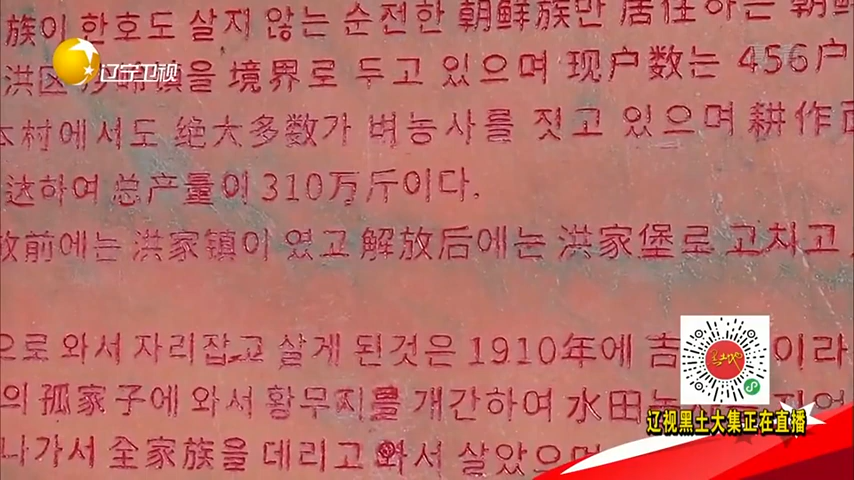 族이 한호도 살지 않는 순전한 朝鲜族만 居住하는 朝鲜
辽宁卫视
洪区 镇을 境界로 두고 있으며 现户数는 456户
本村에서도 绝大多数가 벼농사를 짓고 있으며 耕作面
达하여 总产量이 310万斤이다.
放前에는 洪家镇이 였고 解放后에는 洪家堡로 고치고
으로 와서 자리잡고 살게 된것은 1910年에 吉 이라
의 孤家子에 와서 황무지를 개간하여 水田
나가서 全家族을 데리고 와서 살았으며
辽视黑土大集正在直播